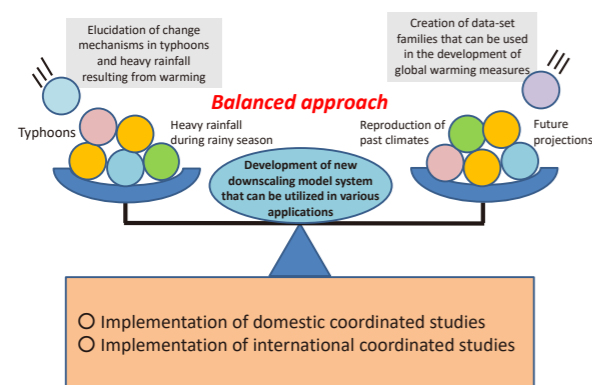 Elucidation of change
mechanisms in typhoons
and heavy rainfall
resulting from warming
Creation of data-set
families that can be used
in the development of
global warming measures
Balanced approach
Typhoons
Heavy rainfall
during rainy season
Reproduction of
past climates
Future
projections
Development of new
downscaling model system
that can be utilized in various
applications
○ Implementation of domestic coordinated studies
○ Implementation of international coordinated studies